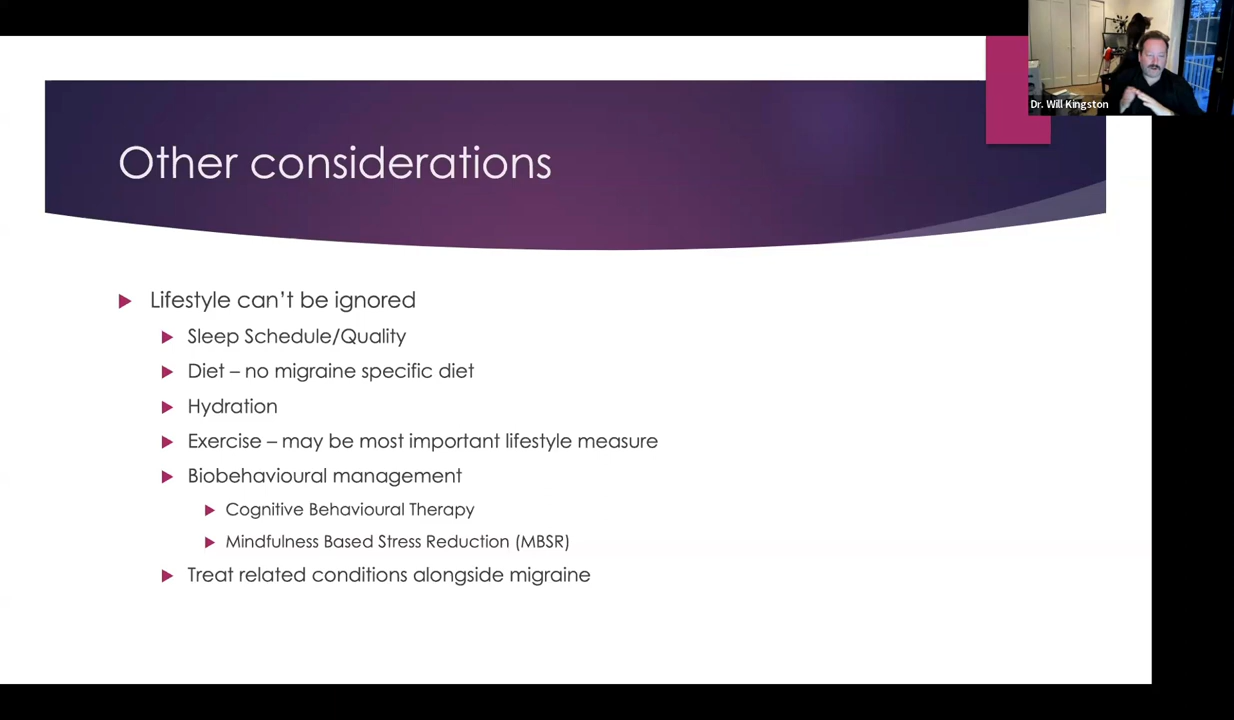 Dr. Will Kingston
Other considerations
Lifestyle can't be ignored
Sleep Schedule/Quality
Diet – no migraine specific diet
Hydration
Exercise – may be most important lifestyle measure
Biobehavioural management
Cognitive Behavioural Therapy
Mindfulness Based Stress Reduction (MBSR)
Treat related conditions alongside migraine